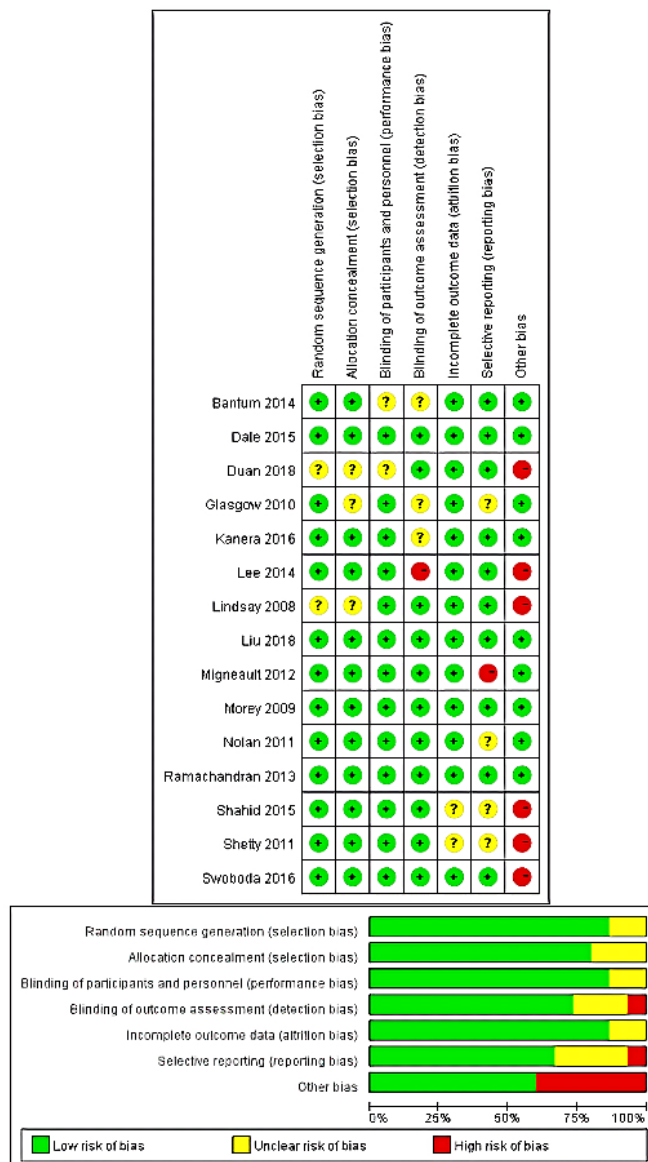 Random sequence generation (selection bias)
Allocation concealment (selection bias)
Blinding of participants and personnel (performance bias)
Blinding of outcome assessment (detection bias)
Incomplete outcome data (attrition bias)
Selective reporting (reporting bias)
Other bias
Bantum 2014 + + ? ? + + +
Dale 2015 + + + + + + +
Duan 2018 ? ? ? + + + -
Glasgow 2010 + ? + ? + ? +
Kanera 2016 + + + ? + + +
Lee 2014 + + + - + + -
Lindsay 2008 ? ? + + + + -
Liu 2018 + + + + + + +
Migneault 2012 + + + + + - +
Morey 2009 + + + + + + +
Nolan 2011 + + + + + ? +
Ramachandran 2013 + + + + + + +
Shahid 2015 + + + + ? ? -
Shetty 2011 + + + + ? ? -
Swoboda 2016 + + + + + + -
Random sequence generation (selection bias)
Allocation concealment (selection bias)
Blinding of participants and personnel (performance bias)
Blinding of outcome assessment (detection bias)
Incomplete outcome data (attrition bias)
Selective reporting (reporting bias)
Other bias
0% 25% 50% 75% 100%
Low risk of bias Unclear risk of bias High risk of bias